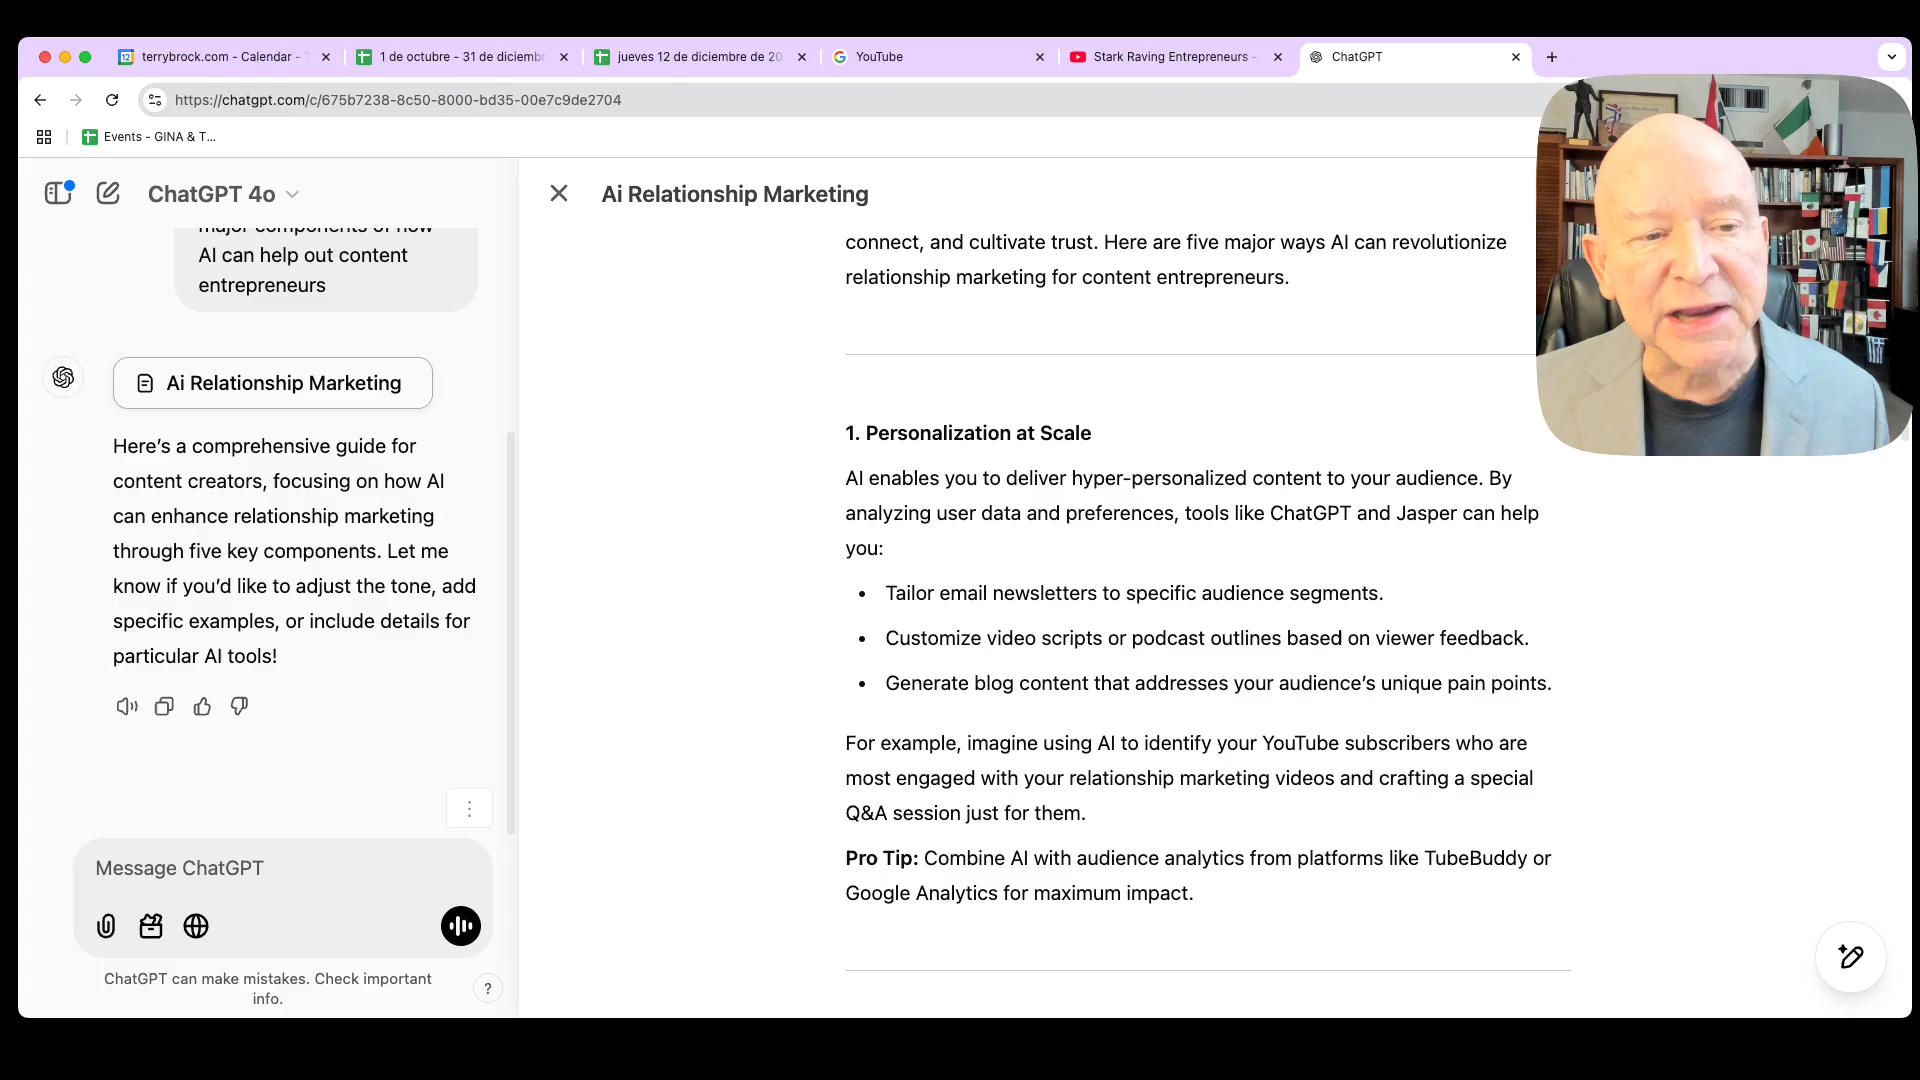 terrybrock.com - Calendar -
1 de octubre - 31 de diciemb
jueves 12 de diciembre de 20
YouTube
Stark Raving Entrepreneurs -
ChatGPT
https://chatgpt.com/c/675b7238-8c50-8000-bd35-00e7c9de2704
Events - GINA & T...
ChatGPT 4o
major components of how
AI can help out content
entrepreneurs
Ai Relationship Marketing
Here's a comprehensive guide for
content creators, focusing on how AI
can enhance relationship marketing
through five key components. Let me
know if you'd like to adjust the tone, add
specific examples, or include details for
particular AI tools!
Message ChatGPT
ChatGPT can make mistakes. Check important
info.
?
Ai Relationship Marketing
connect, and cultivate trust. Here are five major ways AI can revolutionize
relationship marketing for content entrepreneurs.
1. Personalization at Scale
AI enables you to deliver hyper-personalized content to your audience. By
analyzing user data and preferences, tools like ChatGPT and Jasper can help
you:
• Tailor email newsletters to specific audience segments.
• Customize video scripts or podcast outlines based on viewer feedback.
• Generate blog content that addresses your audience's unique pain points.
For example, imagine using AI to identify your YouTube subscribers who are
most engaged with your relationship marketing videos and crafting a special
Q&A session just for them.
Pro Tip: Combine AI with audience analytics from platforms like TubeBuddy or
Google Analytics for maximum impact.